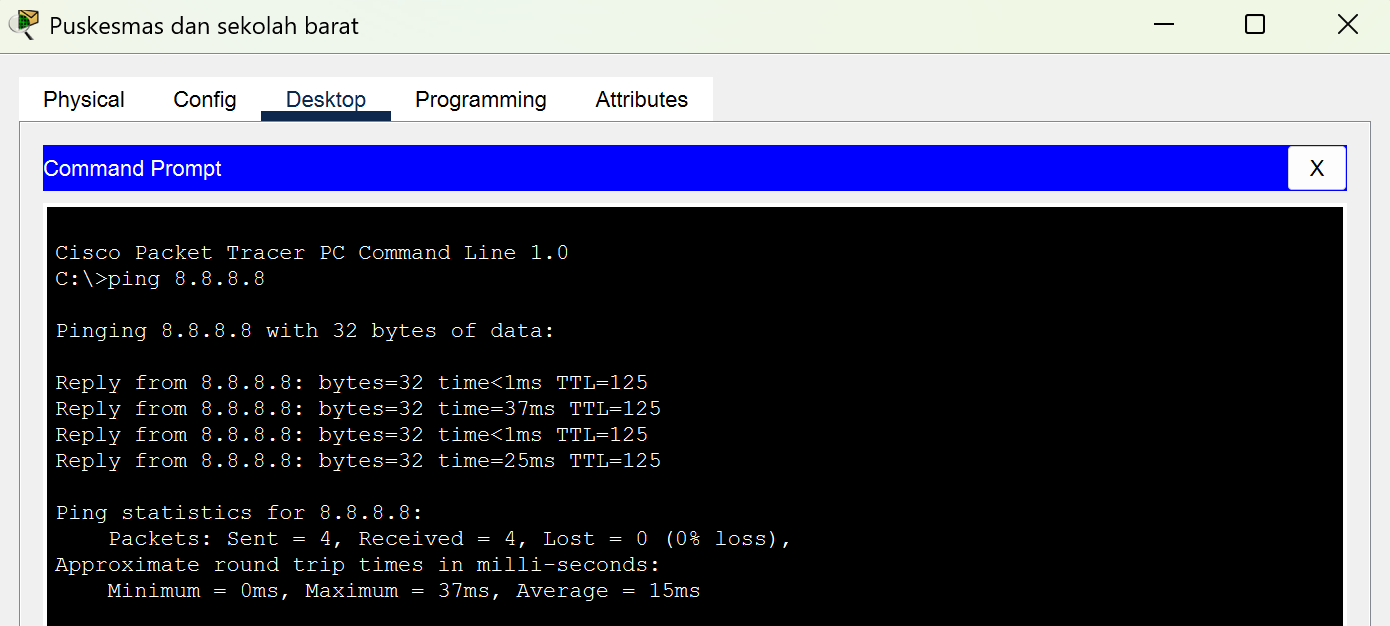 Puskesmas dan sekolah barat
Physical Config Desktop Programming Attributes
Command Prompt X
Cisco Packet Tracer PC Command Line 1.0
C:\>ping 8.8.8.8
Pinging 8.8.8.8 with 32 bytes of data:
Reply from 8.8.8.8: bytes=32 time<1ms TTL=125
Reply from 8.8.8.8: bytes=32 time=37ms TTL=125
Reply from 8.8.8.8: bytes=32 time<1ms TTL=125
Reply from 8.8.8.8: bytes=32 time=25ms TTL=125
Ping statistics for 8.8.8.8:
    Packets: Sent = 4, Received = 4, Lost = 0 (0% loss),
Approximate round trip times in milli-seconds:
    Minimum = 0ms, Maximum = 37ms, Average = 15ms